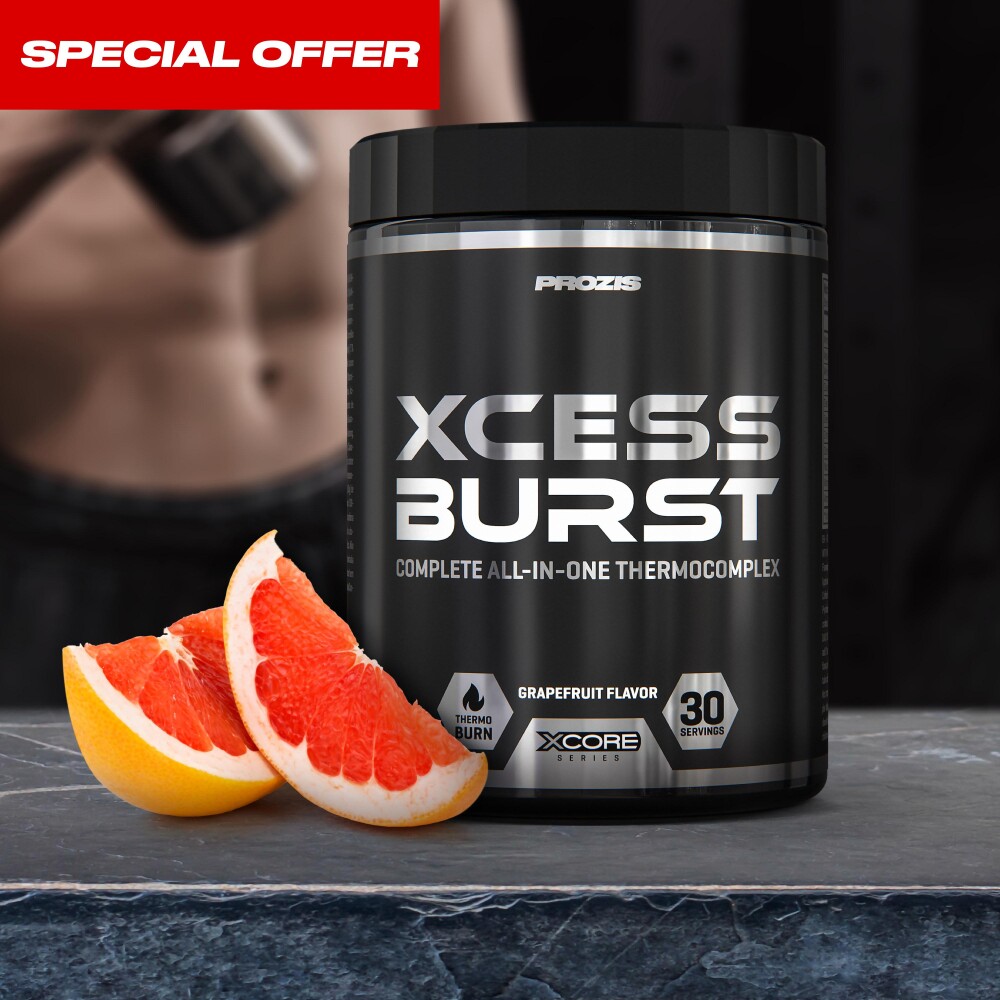 SPECIAL OFFER
PROZIS
XCESS
BURST
COMPLETE ALL-IN-ONE THERMOCOMPLEX
THERMO
BURN
GRAPEFRUIT FLAVOR
30
SERVINGS
XCORE
SERIES